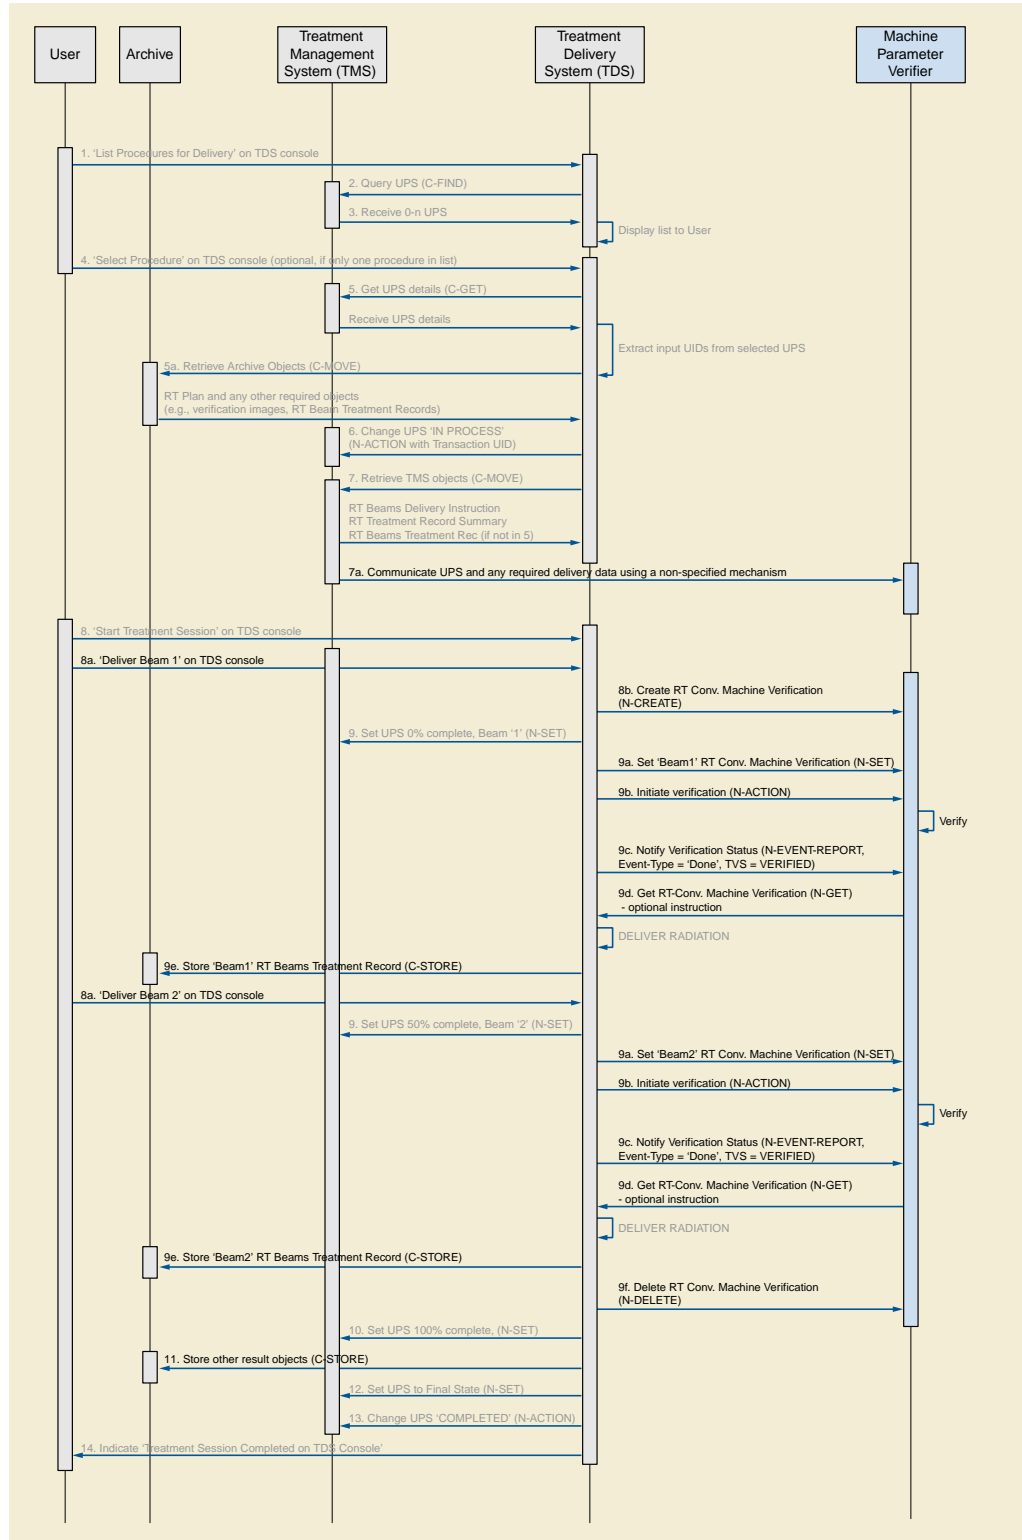 User
Archive
Treatment
Management
System (TMS)
Treatment
Delivery
System (TDS)
Machine
Parameter
Verifier
1. ‘List Procedures for Delivery’ on TDS console
2. Query UPS (C-FIND)
3. Receive 0-n UPS
Display list to User
4. ‘Select Procedure’ on TDS console (optional, if only one procedure in list)
5. Get UPS details (C-GET)
Receive UPS details
Extract input UIDs from selected UPS
5a. Retrieve Archive Objects (C-MOVE)
RT Plan and any other required objects
(e.g., verification images, RT Beam Treatment Records)
6. Change UPS ‘IN PROCESS’
(N-ACTION with Transaction UID)
7. Retrieve TMS objects (C-MOVE)
RT Beams Delivery Instruction
RT Treatment Record Summary
RT Beams Treatment Rec (if not in 5)
7a. Communicate UPS and any required delivery data using a non-specified mechanism
8. ‘Start Treatment Session’ on TDS console
8a. ‘Deliver Beam 1’ on TDS console
8b. Create RT Conv. Machine Verification
(N-CREATE)
9. Set UPS 0% complete, Beam ‘1’ (N-SET)
9a. Set ‘Beam1’ RT Conv. Machine Verification (N-SET)
9b. Initiate verification (N-ACTION)
Verify
9c. Notify Verification Status (N-EVENT-REPORT,
Event-Type = ‘Done’, TVS = VERIFIED)
9d. Get RT-Conv. Machine Verification (N-GET)
- optional instruction
DELIVER RADIATION
9e. Store ‘Beam1’ RT Beams Treatment Record (C-STORE)
8a. ‘Deliver Beam 2’ on TDS console
9. Set UPS 50% complete, Beam ‘2’ (N-SET)
9a. Set ‘Beam2’ RT Conv. Machine Verification (N-SET)
9b. Initiate verification (N-ACTION)
Verify
9c. Notify Verification Status (N-EVENT-REPORT,
Event-Type = ‘Done’, TVS = VERIFIED)
9d. Get RT-Conv. Machine Verification (N-GET)
- optional instruction
DELIVER RADIATION
9e. Store ‘Beam2’ RT Beams Treatment Record (C-STORE)
9f. Delete RT Conv. Machine Verification
(N-DELETE)
10. Set UPS 100% complete, (N-SET)
11. Store other result objects (C-STORE)
12. Set UPS to Final State (N-SET)
13. Change UPS ‘COMPLETED’ (N-ACTION)
14. Indicate ‘Treatment Session Completed on TDS Console’